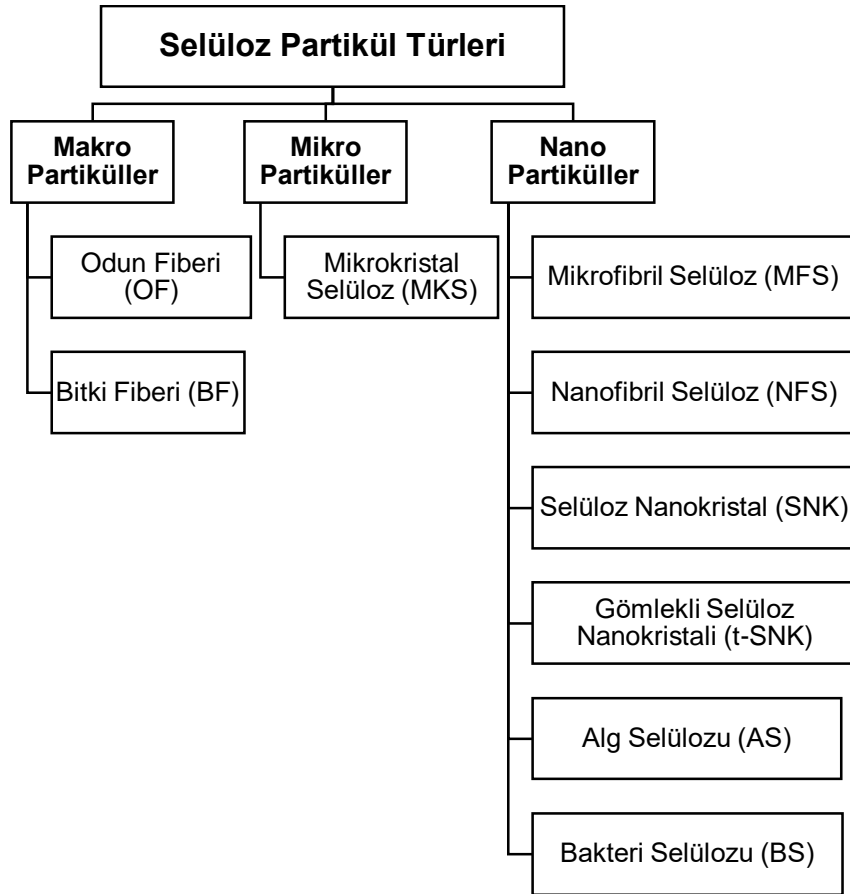 Selüloz Partikül Türleri
Makro
Partiküller
Mikro
Partiküller
Nano
Partiküller
Odun Fiberi
(OF)
Bitki Fiberi (BF)
Mikrokristal
Selüloz (MKS)
Mikrofibril Selüloz (MFS)
Nanofibril Selüloz (NFS)
Selüloz Nanokristal (SNK)
Gömlekli Selüloz
Nanokristali (t-SNK)
Alg Selülozu (AS)
Bakteri Selülozu (BS)